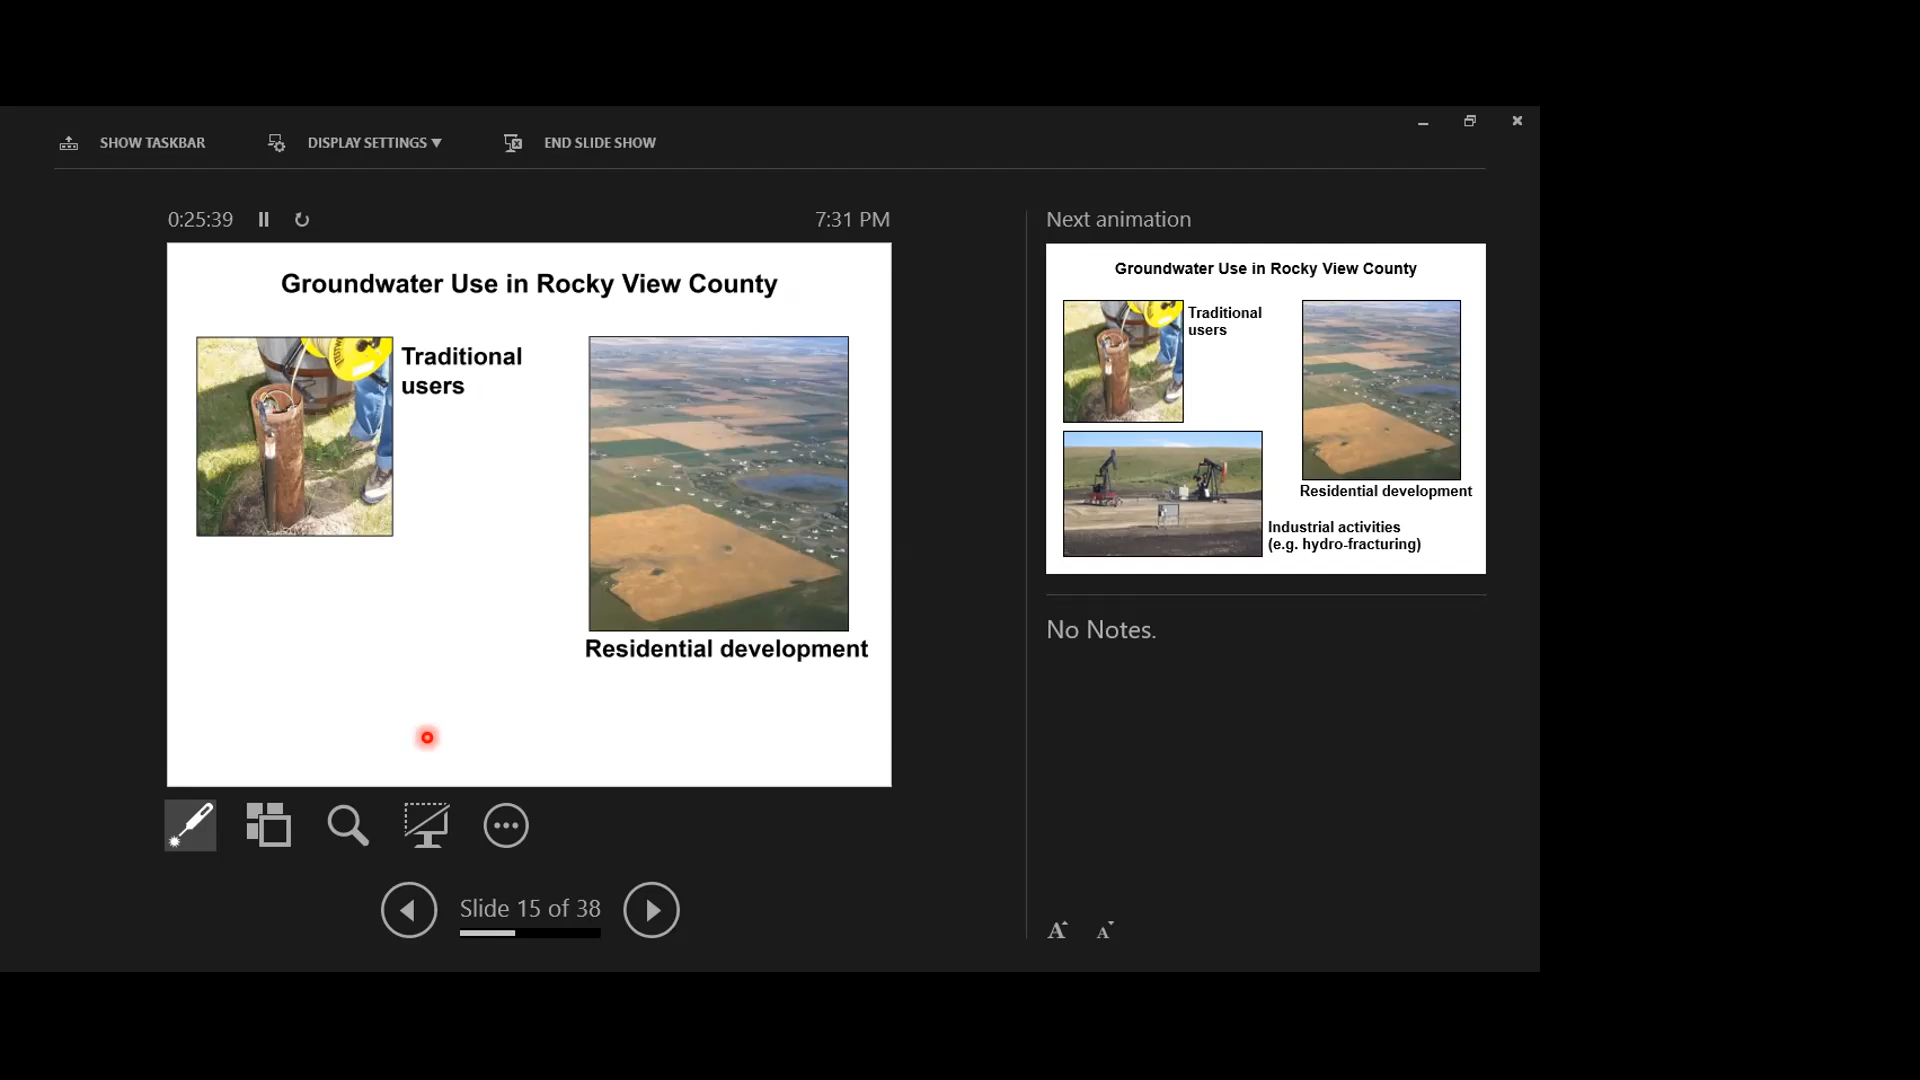 SHOW TASKBAR
DISPLAY SETTINGS ▼
END SLIDE SHOW
0:25:39
7:31 PM
Groundwater Use in Rocky View County
Traditional
users
Residential development
Slide 15 of 38
Next animation
Groundwater Use in Rocky View County
Traditional
users
Residential development
Industrial activities
(e.g. hydro-fracturing)
No Notes.
A A